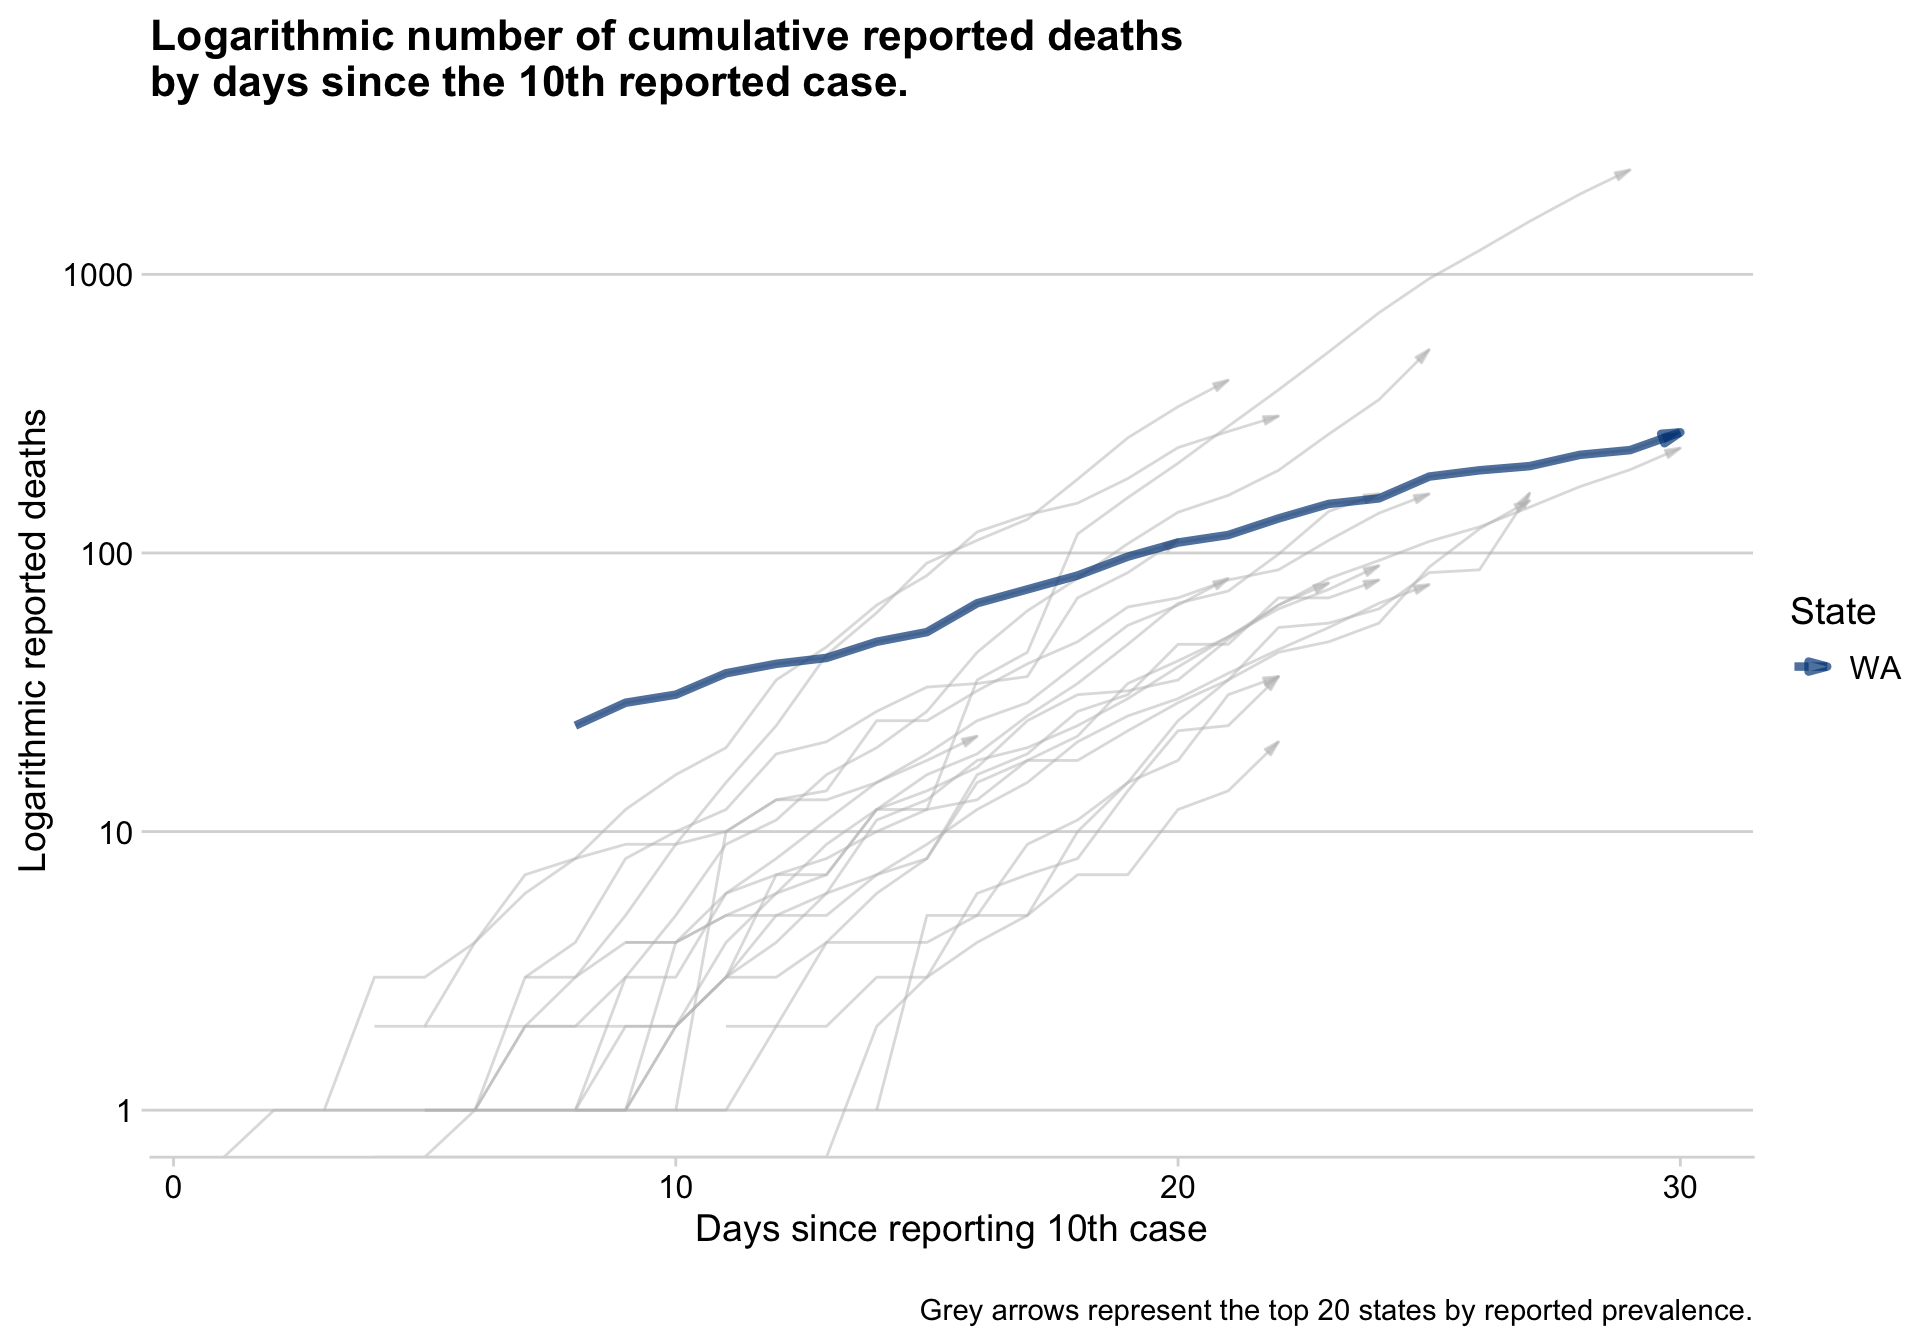 Logarithmic number of cumulative reported deaths
by days since the 10th reported case.
Logarithmic reported deaths
1000
100
10
1
0
10
20
30
Days since reporting 10th case
State
WA
Grey arrows represent the top 20 states by reported prevalence.